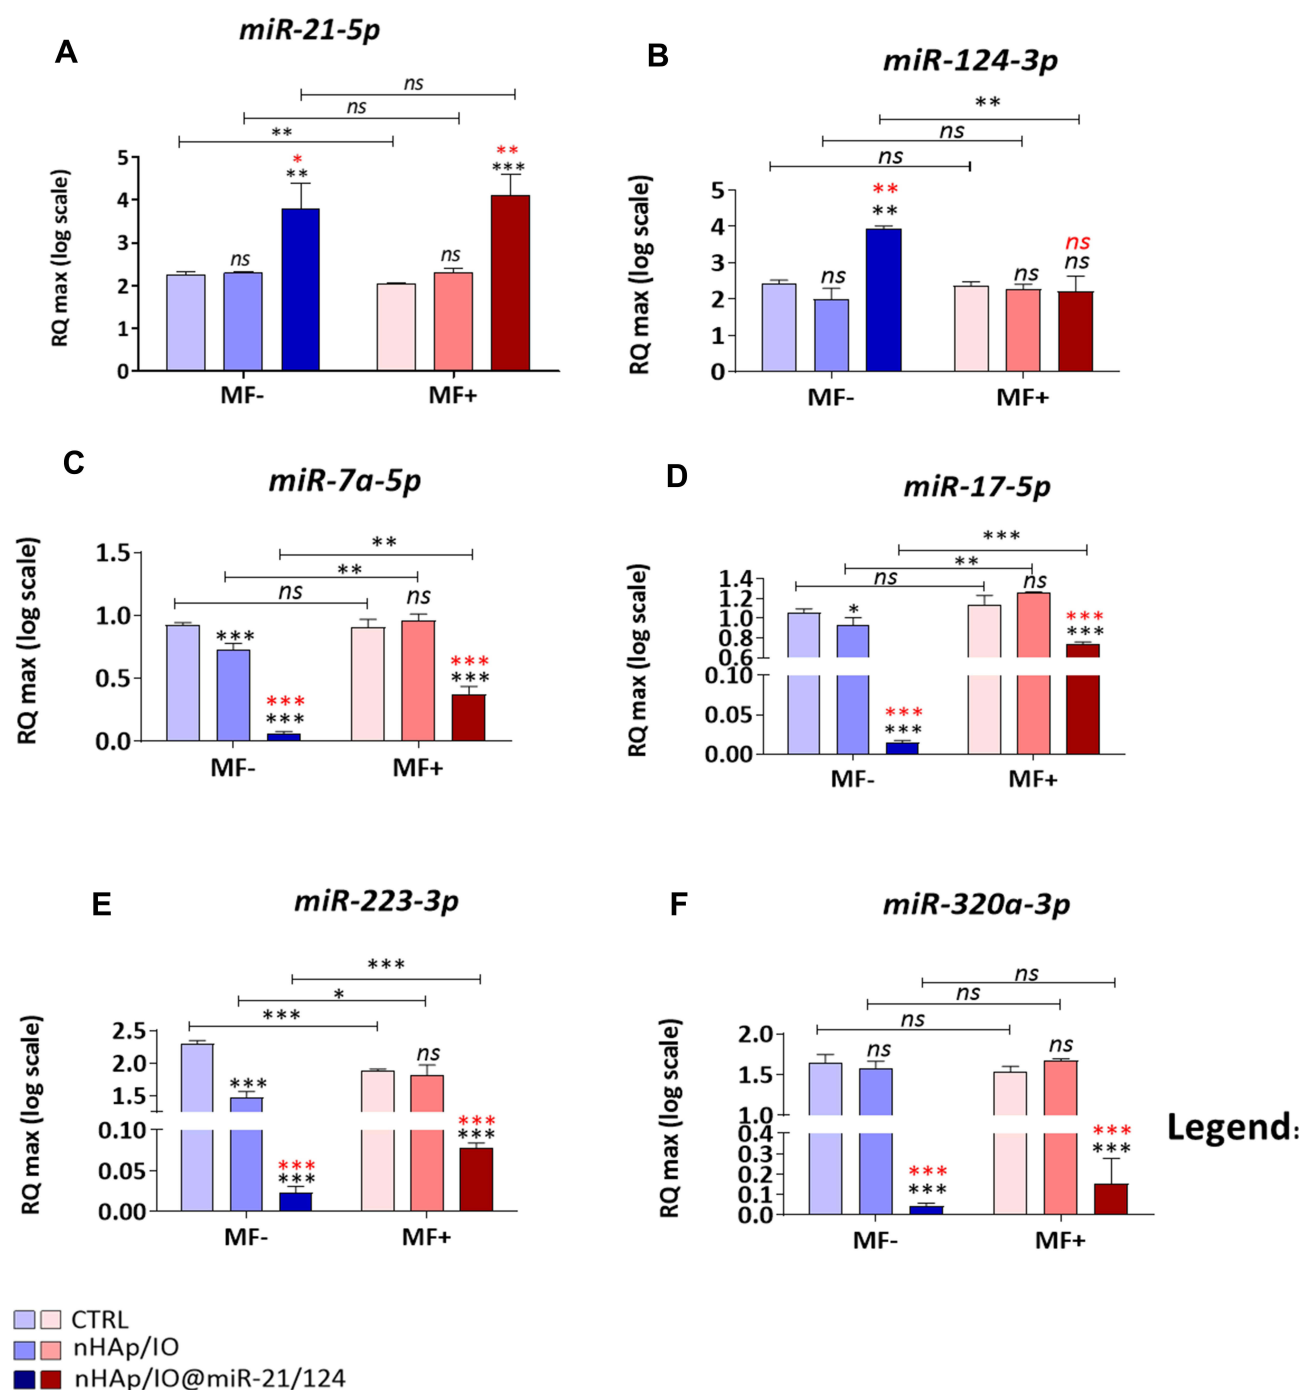 A
miR-21-5p
ns
ns
**
*
**
**
***
ns
ns
RQ max (log scale)
5
4
3
2
1
0
MF-
MF+
B
miR-124-3p
**
ns
ns
**
**
ns
ns
ns
ns
RQ max (log scale)
5
4
3
2
1
0
MF-
MF+
C
miR-7a-5p
**
**
ns
***
***
***
ns
***
***
RQ max (log scale)
1.5
1.0
0.5
0.0
MF-
MF+
D
miR-17-5p
***
**
ns
*
***
***
ns
***
***
RQ max (log scale)
1.4
1.2
1.0
0.8
0.6
0.10
0.05
0.00
MF-
MF+
E
miR-223-3p
***
*
***
***
***
***
ns
***
***
RQ max (log scale)
2.5
2.0
1.5
0.10
0.05
0.00
MF-
MF+
F
miR-320a-3p
ns
ns
ns
ns
***
***
ns
***
***
RQ max (log scale)
2.0
1.5
1.0
0.4
0.3
0.2
0.1
0.0
MF-
MF+
Legend:
CTRL
nHAp/IO
nHAp/IO@miR-21/124